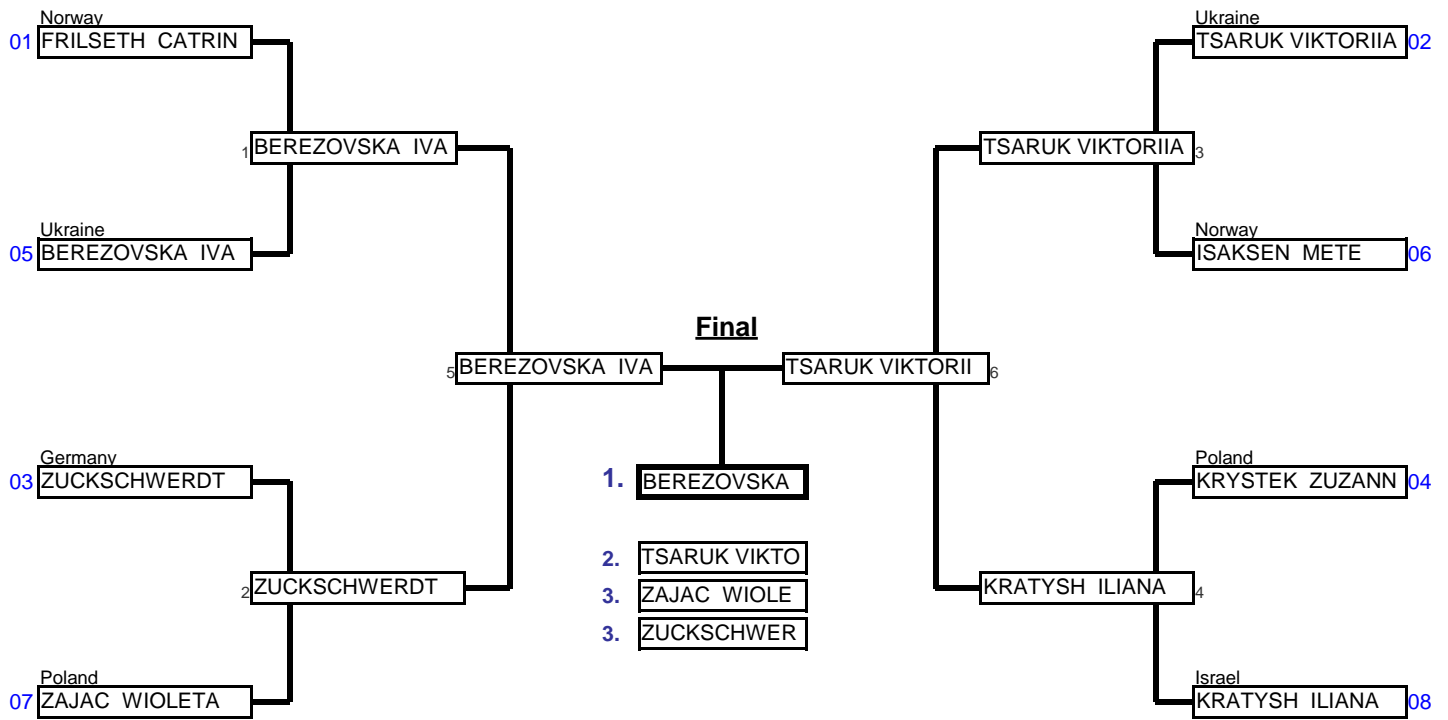 Norway
01 FRILSETH CATRIN
1 BEREZOVSKA IVA
Ukraine
05 BEREZOVSKA IVA
5 BEREZOVSKA IVA
Germany
03 ZUCKSCHWERDT
2 ZUCKSCHWERDT
Poland
07 ZAJAC WIOLETA
Final
1. BEREZOVSKA
2. TSARUK VIKTO
3. ZAJAC WIOLE
3. ZUCKSCHWER
Ukraine
TSARUK VIKTORIIA 02
TSARUK VIKTORIIA 3
Norway
ISAKSEN METE 06
TSARUK VIKTORII 6
Poland
KRYSTEK ZUZANN 04
KRATYSH ILIANA 4
Israel
KRATYSH ILIANA 08